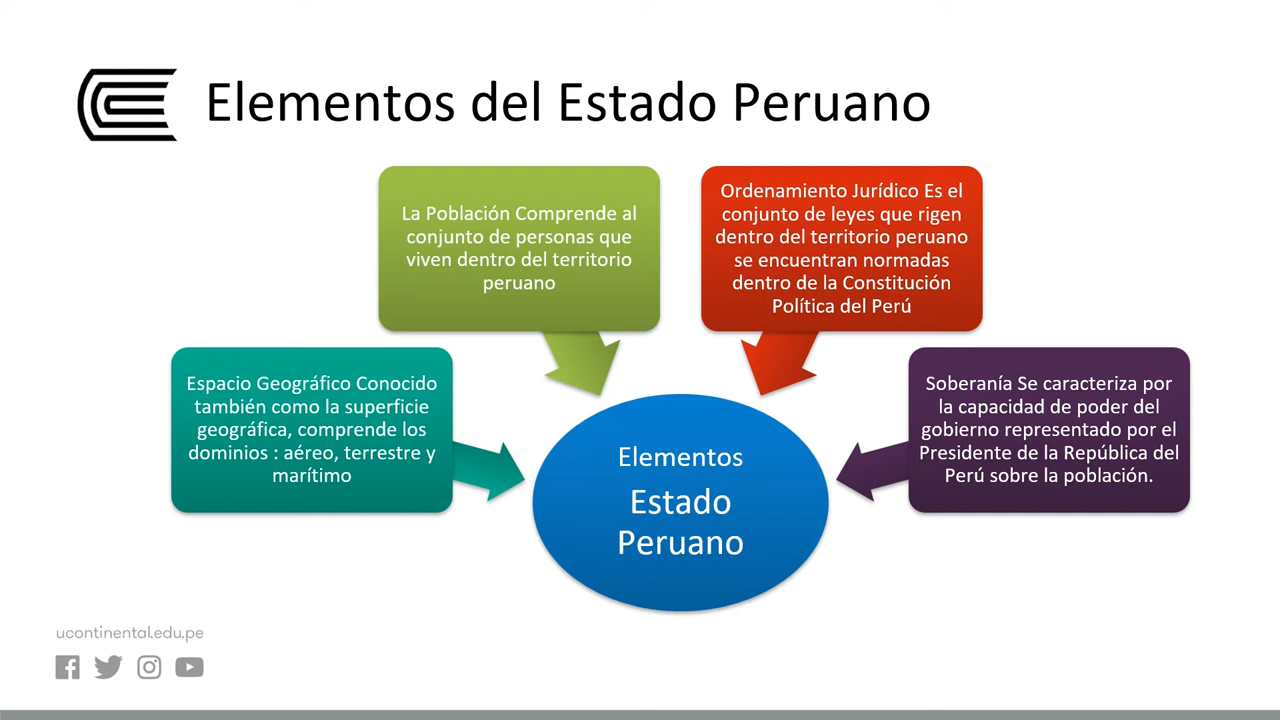 Elementos del Estado Peruano
La Población Comprende al
conjunto de personas que
viven dentro del territorio
peruano
Ordenamiento Jurídico Es el
conjunto de leyes que rigen
dentro del territorio peruano
se encuentran normadas
dentro de la Constitución
Política del Perú
Espacio Geográfico Conocido
también como la superficie
geográfica, comprende los
dominios : aéreo, terrestre y
marítimo
Soberanía Se caracteriza por
la capacidad de poder del
gobierno representado por el
Presidente de la República del
Perú sobre la población.
Elementos
Estado
Peruano
ucontinental.edu.pe